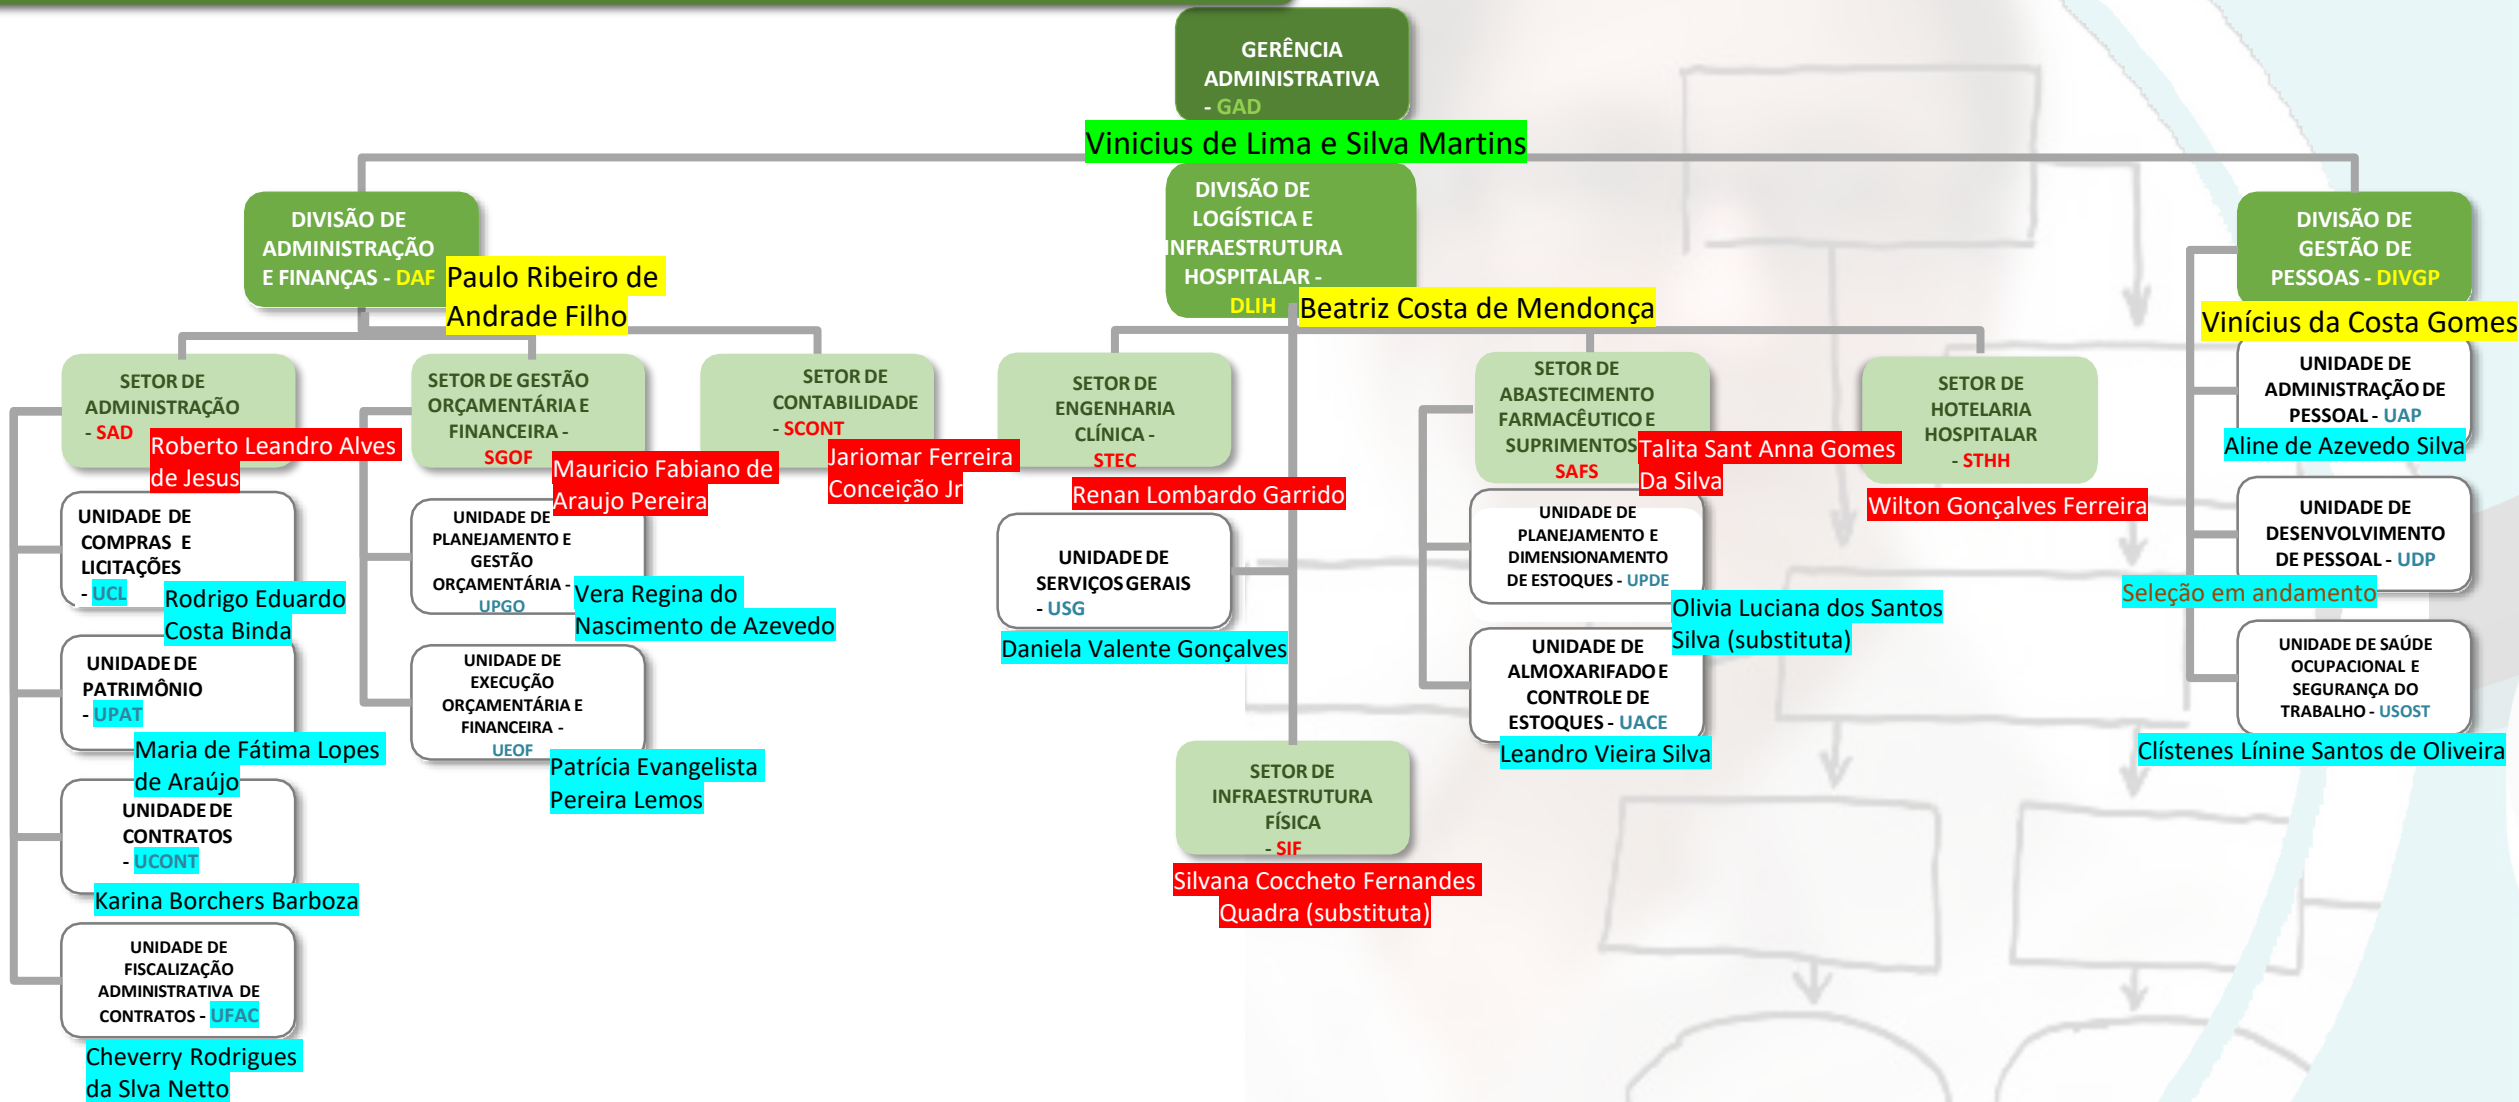 GERÊNCIA
ADMINISTRATIVA
- GAD
Vinicius de Lima e Silva Martins
DIVISÃO DE
ADMINISTRAÇÃO
E FINANÇAS - DAF
Paulo Ribeiro de
Andrade Filho
DIVISÃO DE
LOGÍSTICA E
INFRAESTRUTURA
HOSPITALAR -
DLIH
Beatriz Costa de Mendonça
DIVISÃO DE
GESTÃO DE
PESSOAS - DIVGP
Vinícius da Costa Gomes
SETOR DE
ADMINISTRAÇÃO
- SAD
Roberto Leandro Alves
de Jesus
UNIDADE DE
COMPRAS E
LICITAÇÕES
- UCL
Rodrigo Eduardo
Costa Binda
UNIDADE DE
PATRIMÔNIO
- UPAT
Maria de Fátima Lopes
de Araújo
UNIDADE DE
CONTRATOS
- UCONT
Karina Borchers Barboza
UNIDADE DE
FISCALIZAÇÃO
ADMINISTRATIVA DE
CONTRATOS - UFAC
Cheverry Rodrigues
da Slva Netto
SETOR DE GESTÃO
ORÇAMENTÁRIA E
FINANCEIRA -
SGOF
Mauricio Fabiano de
Araujo Pereira
UNIDADE DE
PLANEJAMENTO E
GESTÃO
ORÇAMENTÁRIA -
UPGO
Vera Regina do
Nascimento de Azevedo
UNIDADE DE
EXECUÇÃO
ORÇAMENTÁRIA E
FINANCEIRA -
UEOF
Patrícia Evangelista
Pereira Lemos
SETOR DE
CONTABILIDADE
- SCONT
Jariomar Ferreira
Conceição Jr
SETOR DE
ENGENHARIA
CLÍNICA -
STEC
Renan Lombardo Garrido
UNIDADE DE
SERVIÇOS GERAIS
- USG
Daniela Valente Gonçalves
SETOR DE
INFRAESTRUTURA
FÍSICA
- SIF
Silvana Coccheto Fernandes
Quadra (substituta)
SETOR DE
ABASTECIMENTO
FARMACÊUTICO E
SUPRIMENTOS
SAFS
Talita Sant Anna Gomes
Da Silva
UNIDADE DE
PLANEJAMENTO E
DIMENSIONAMENTO
DE ESTOQUES - UPDE
Olivia Luciana dos Santos
Silva (substituta)
UNIDADE DE
ALMOXARIFADO E
CONTROLE DE
ESTOQUES - UACE
Leandro Vieira Silva
SETOR DE
HOTELARIA
HOSPITALAR
- STHH
Wilton Gonçalves Ferreira
UNIDADE DE
ADMINISTRAÇÃO DE
PESSOAL - UAP
Aline de Azevedo Silva
UNIDADE DE
DESENVOLVIMENTO
DE PESSOAL - UDP
Seleção em andamento
UNIDADE DE SAÚDE
OCUPACIONAL E
SEGURANÇA DO
TRABALHO - USOST
Clístenes Línine Santos de Oliveira